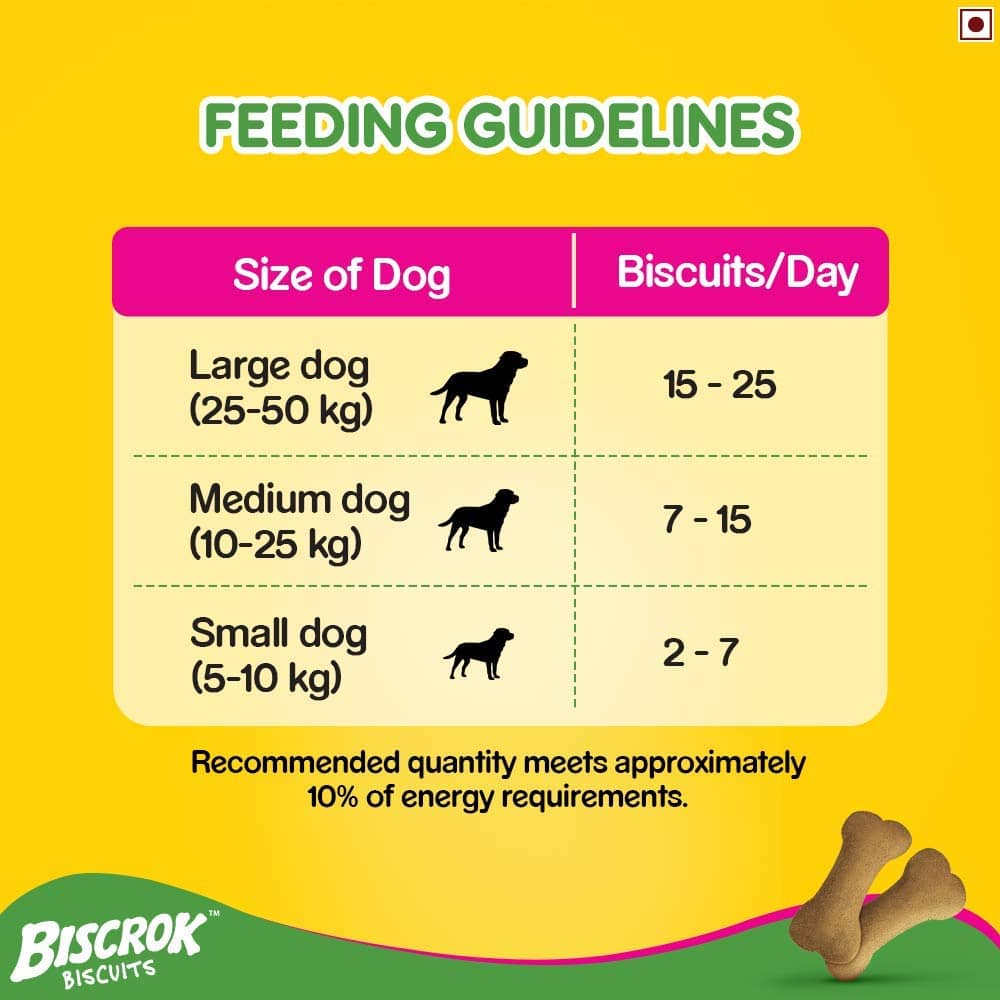 FEEDING GUIDELINES
Size of Dog
Biscuits/Day
Large dog
(25-50 kg)
15 - 25
Medium dog
(10-25 kg)
7 - 15
Small dog
(5-10 kg)
2 - 7
Recommended quantity meets approximately
10% of energy requirements.
BISCROK™
BISCUITS